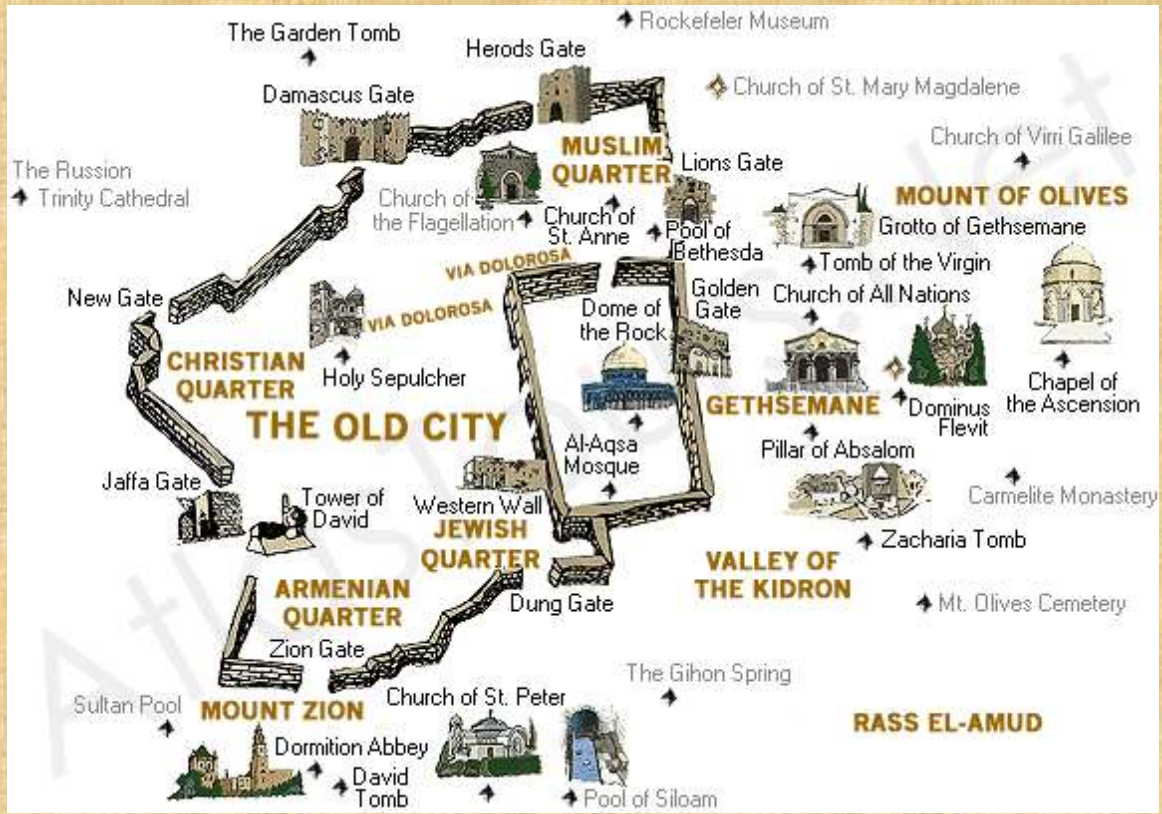 Rockefeler Museum
The Garden Tomb
Herods Gate
Damascus Gate
Church of St. Mary Magdalene
Church of Virri Galilee
MUSLIM
QUARTER
Lions Gate
The Russion
Trinity Cathedral
MOUNT OF OLIVES
Church of
the Flagellation
Church of
St. Anne
Pool of
Bethesda
Grotto of Gethsemane
Tomb of the Virgin
VIA DOLOROSA
New Gate
VIA DOLOROSA
Dome of
the Rock
Golden
Gate
Church of All Nations
CHRISTIAN
QUARTER
Holy Sepulcher
THE OLD CITY
GETHSEMANE
Dominus
Flevit
Chapel of
the Ascension
Al-Aqsa
Mosque
Pillar of Absalom
Jaffa Gate
Tower of
David
Western Wall
Carmelite Monastery
JEWISH
QUARTER
Zacharia Tomb
VALLEY OF
THE KIDRON
ARMENIAN
QUARTER
Dung Gate
Mt. Olives Cemetery
Zion Gate
The Gihon Spring
Sultan Pool
MOUNT ZION
Church of St. Peter
RASS EL-AMUD
Dormition Abbey
David
Tomb
Pool of Siloam